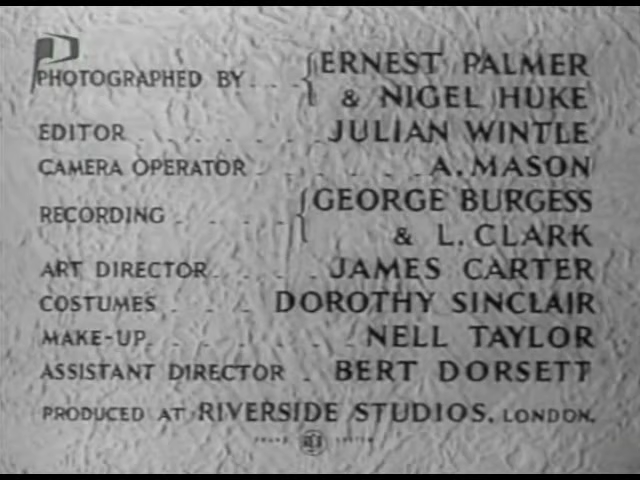 PHOTOGRAPHED BY . . . ERNEST PALMER
& NIGEL HUKE
EDITOR . . . . . . JULIAN WINTLE
CAMERA OPERATOR . . . . . A. MASON
RECORDING . . . . GEORGE BURGESS
& L. CLARK
ART DIRECTOR . . . . JAMES CARTER
COSTUMES . . . . DOROTHY SINCLAIR
MAKE-UP . . . . . . NELL TAYLOR
ASSISTANT DIRECTOR . BERT DORSETT
PRODUCED AT RIVERSIDE STUDIOS, LONDON.